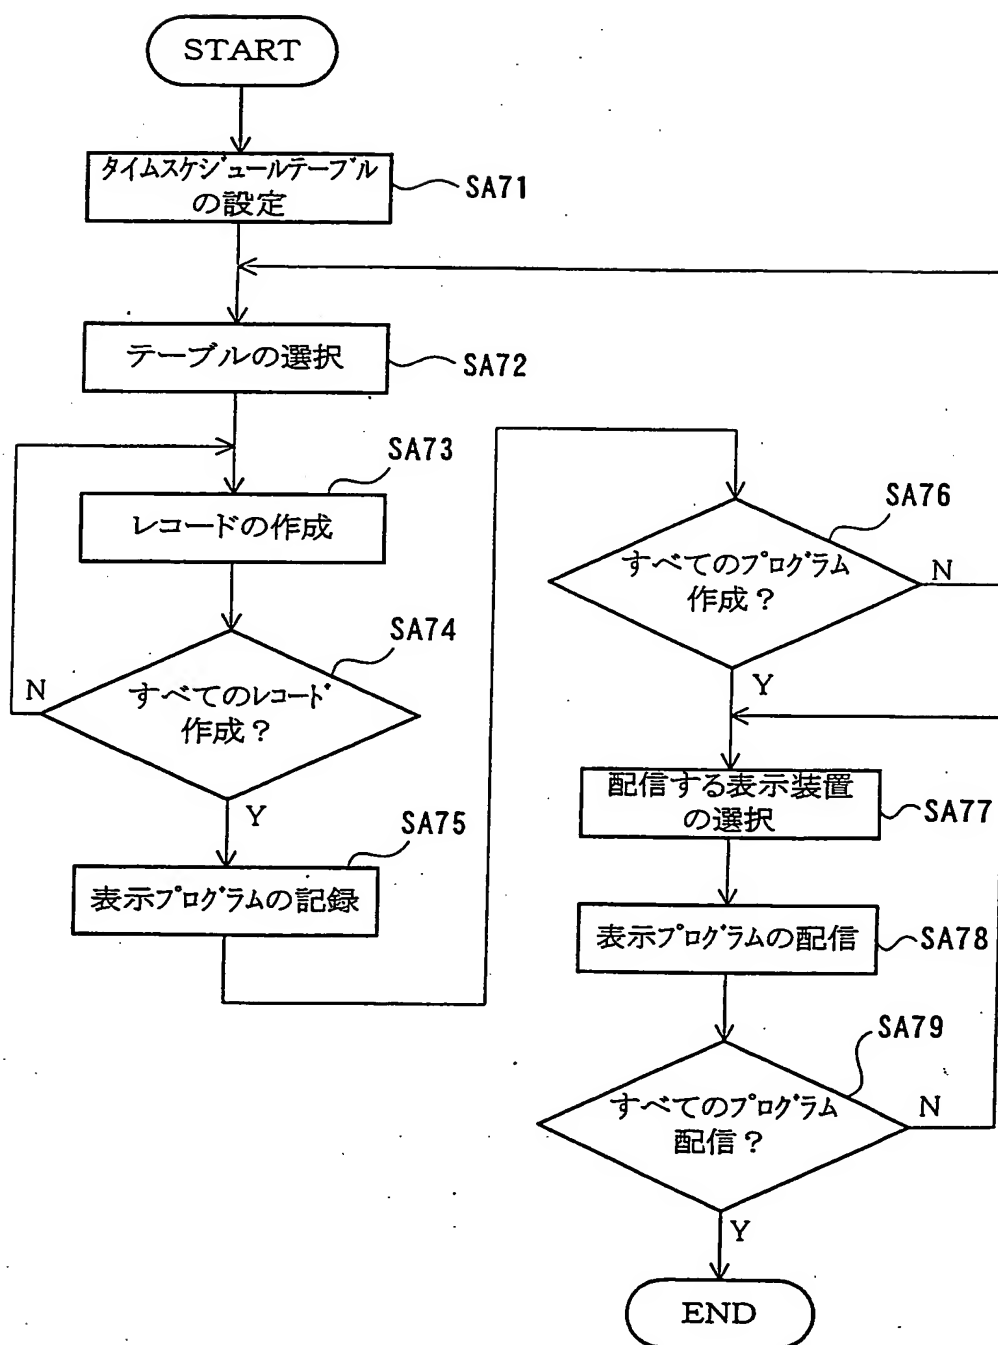 START
タイムスケジュールテーブル
の設定
SA71
テーブルの選択
SA72
SA73
レコードの作成
SA74
N
すべてのレコード
作成？
Y
SA75
表示プログラムの記録
SA76
すべてのプログラム
作成？
N
Y
配信する表示装置
の選択
SA77
表示プログラムの配信
SA78
SA79
すべてのプログラム
配信？
N
Y
END